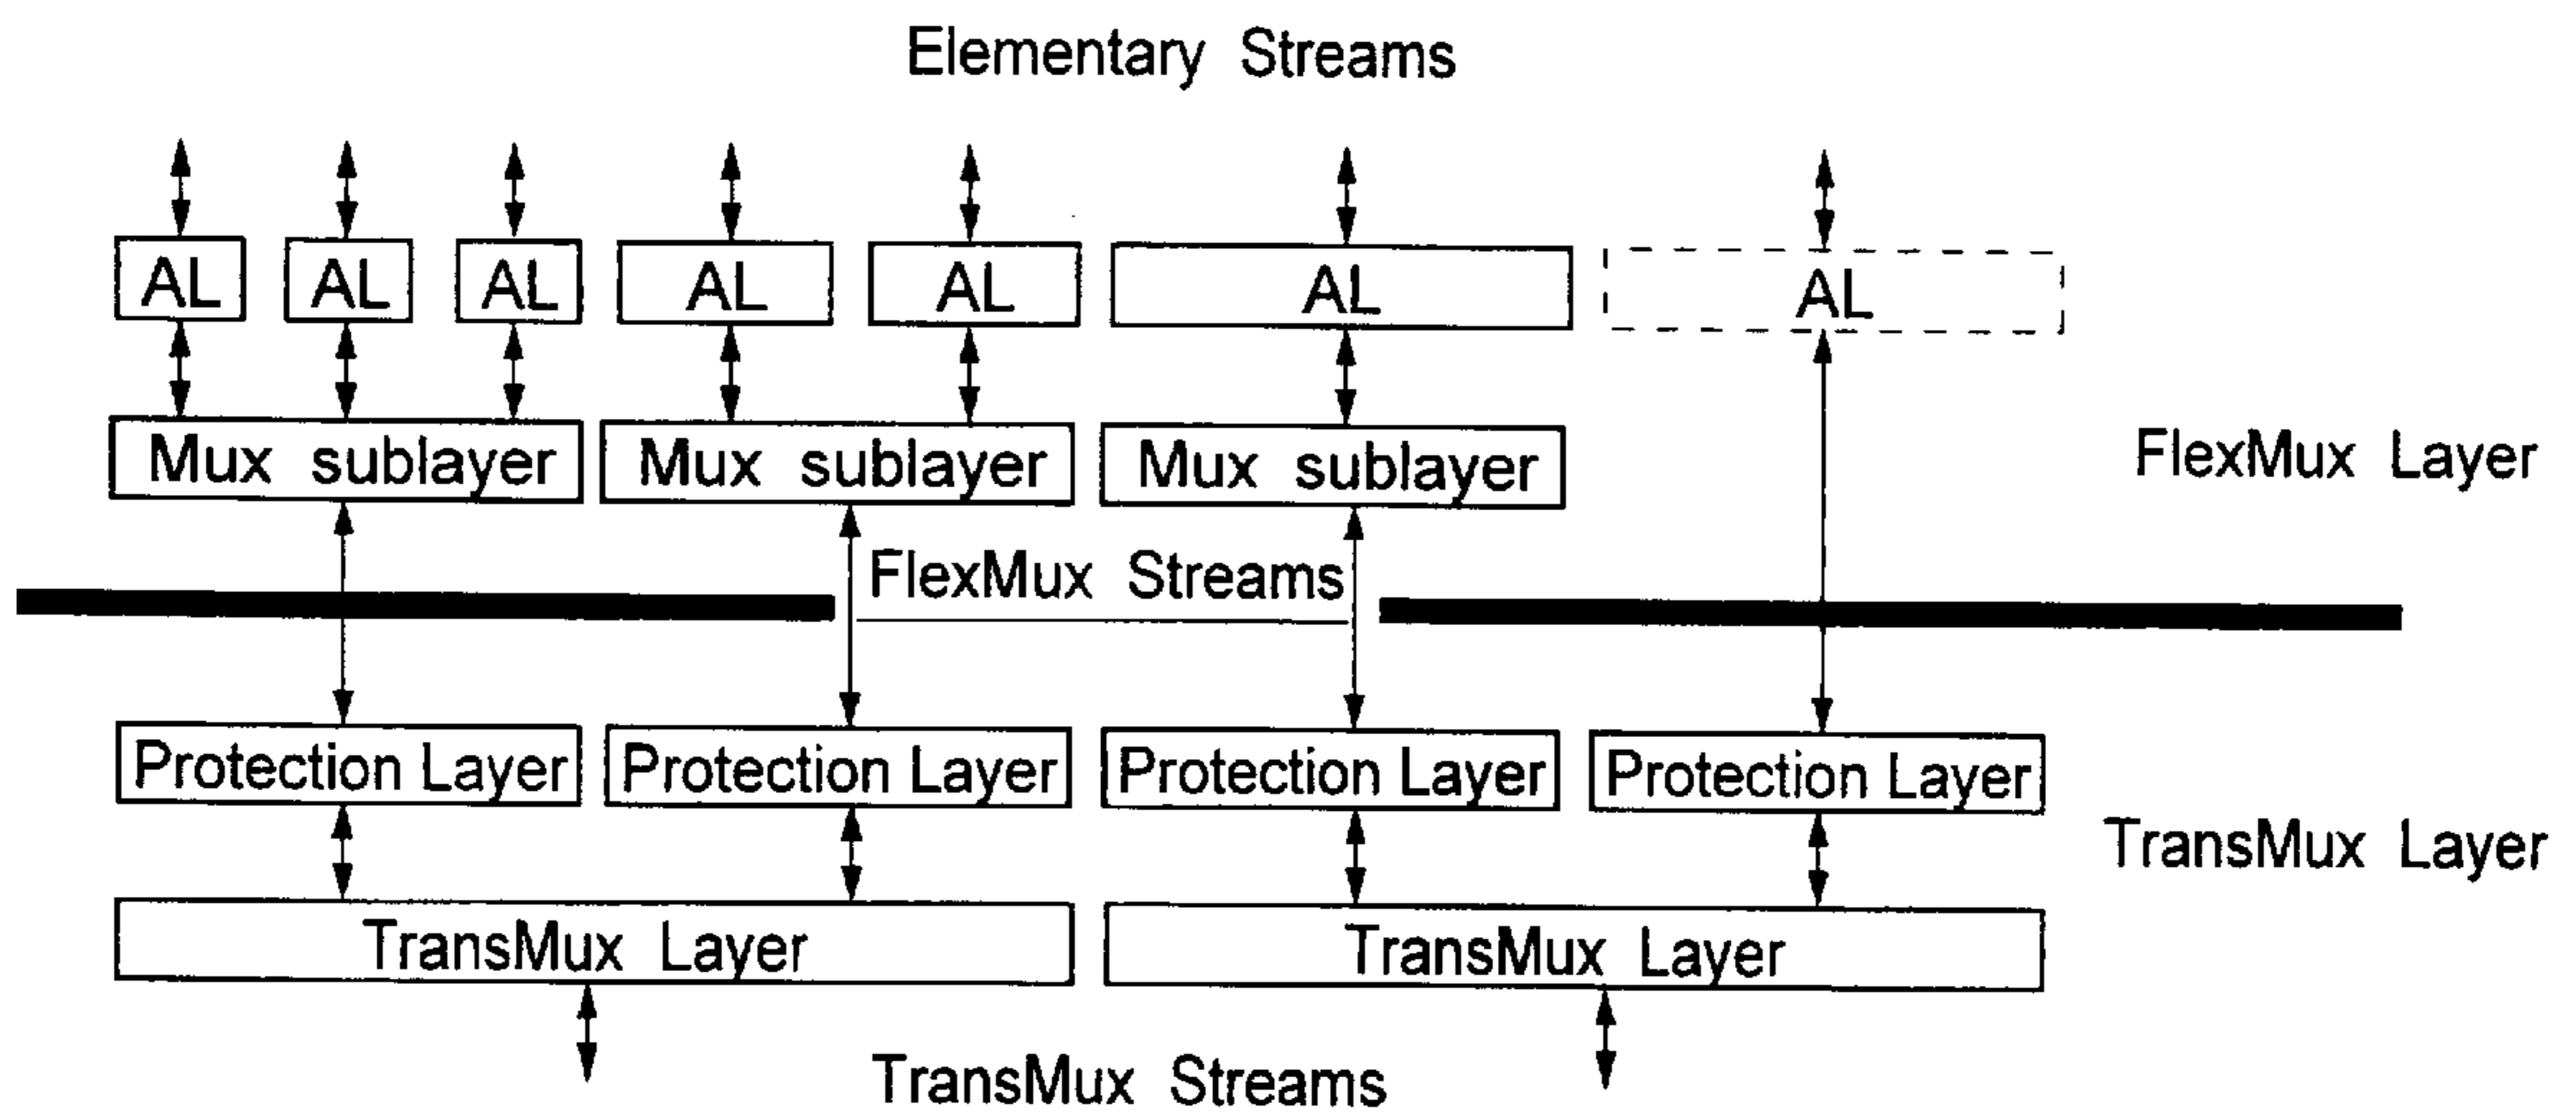 Elementary Streams
AL AL AL AL AL AL AL
Mux sublayer Mux sublayer Mux sublayer
FlexMux Layer
FlexMux Streams
Protection Layer Protection Layer Protection Layer Protection Layer
TransMux Layer
TransMux Layer TransMux Layer
TransMux Streams